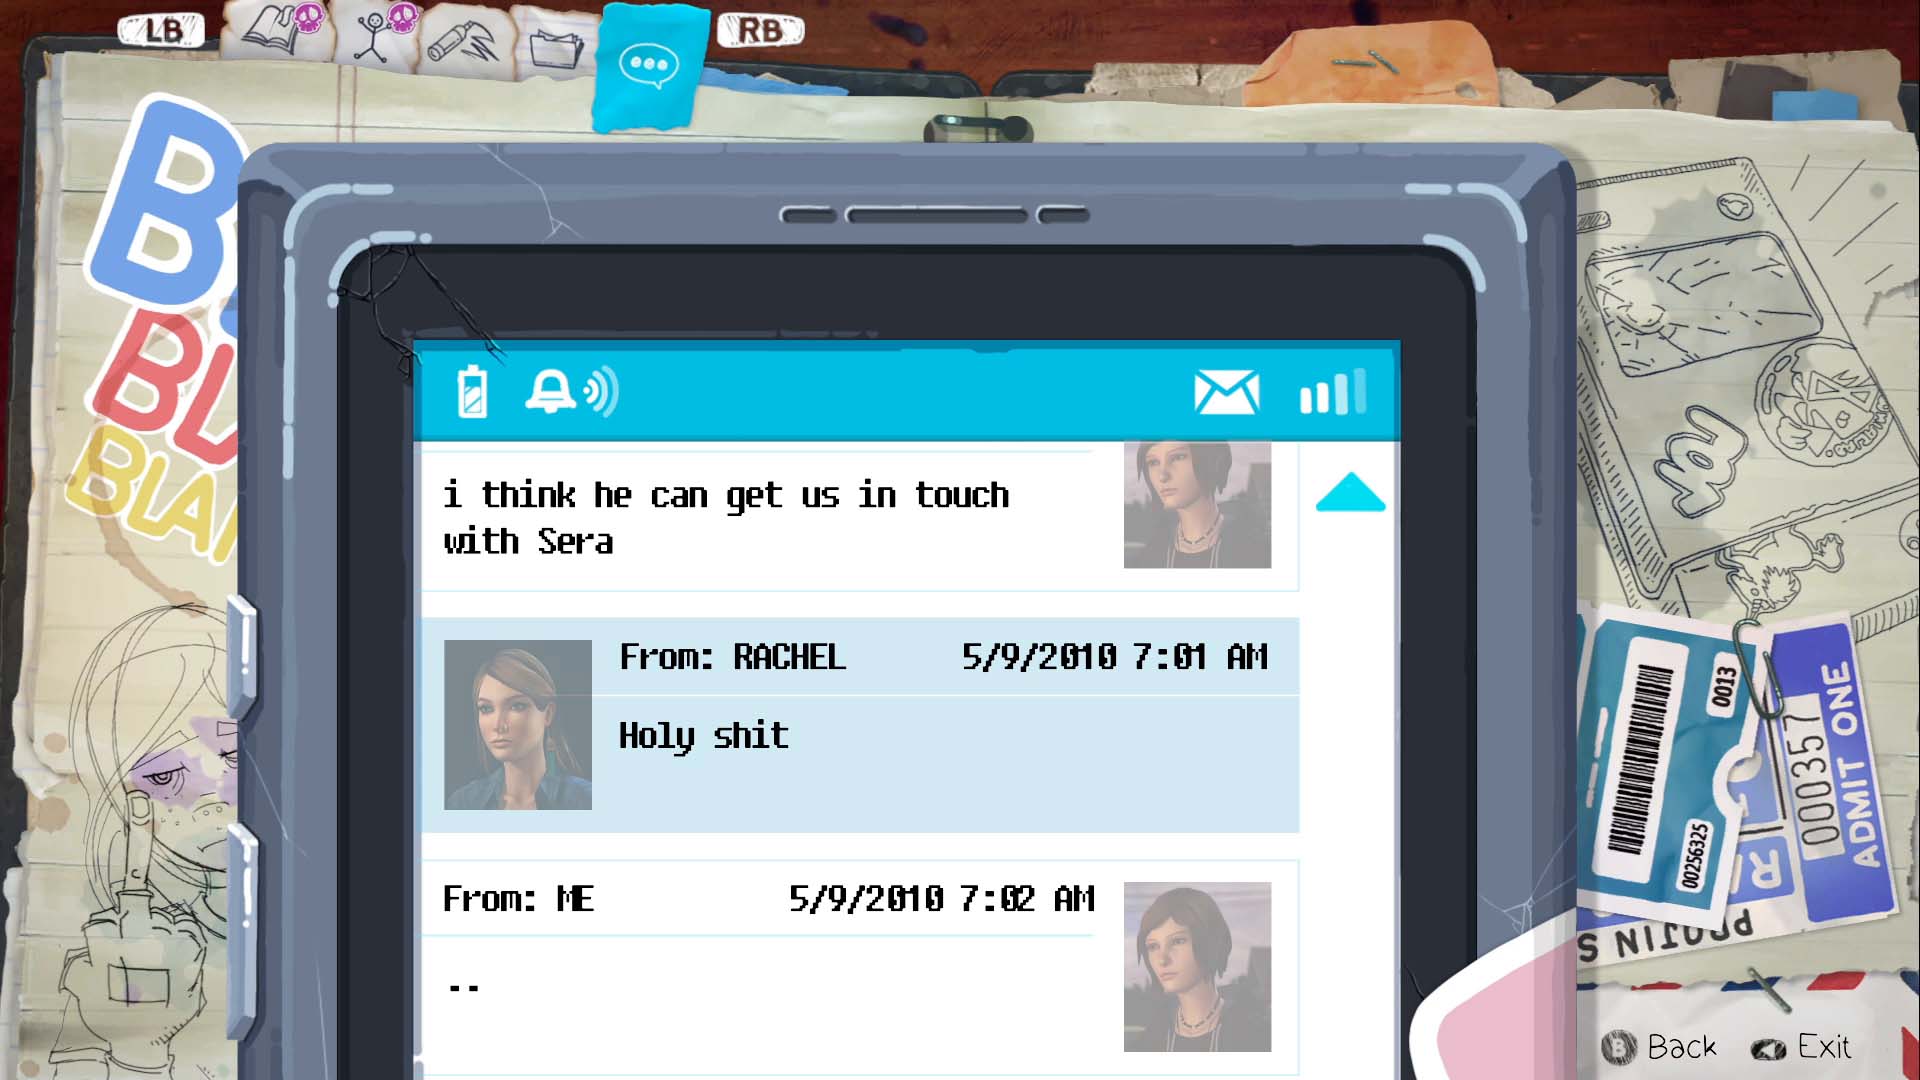 LB
RB
i think he can get us in touch
with Sera
From: RACHEL 5/9/2010 7:01 AM
Holy shit
From: ME 5/9/2010 7:02 AM
..
0013
00256325
000357
ADMIT ONE
B Back
Exit